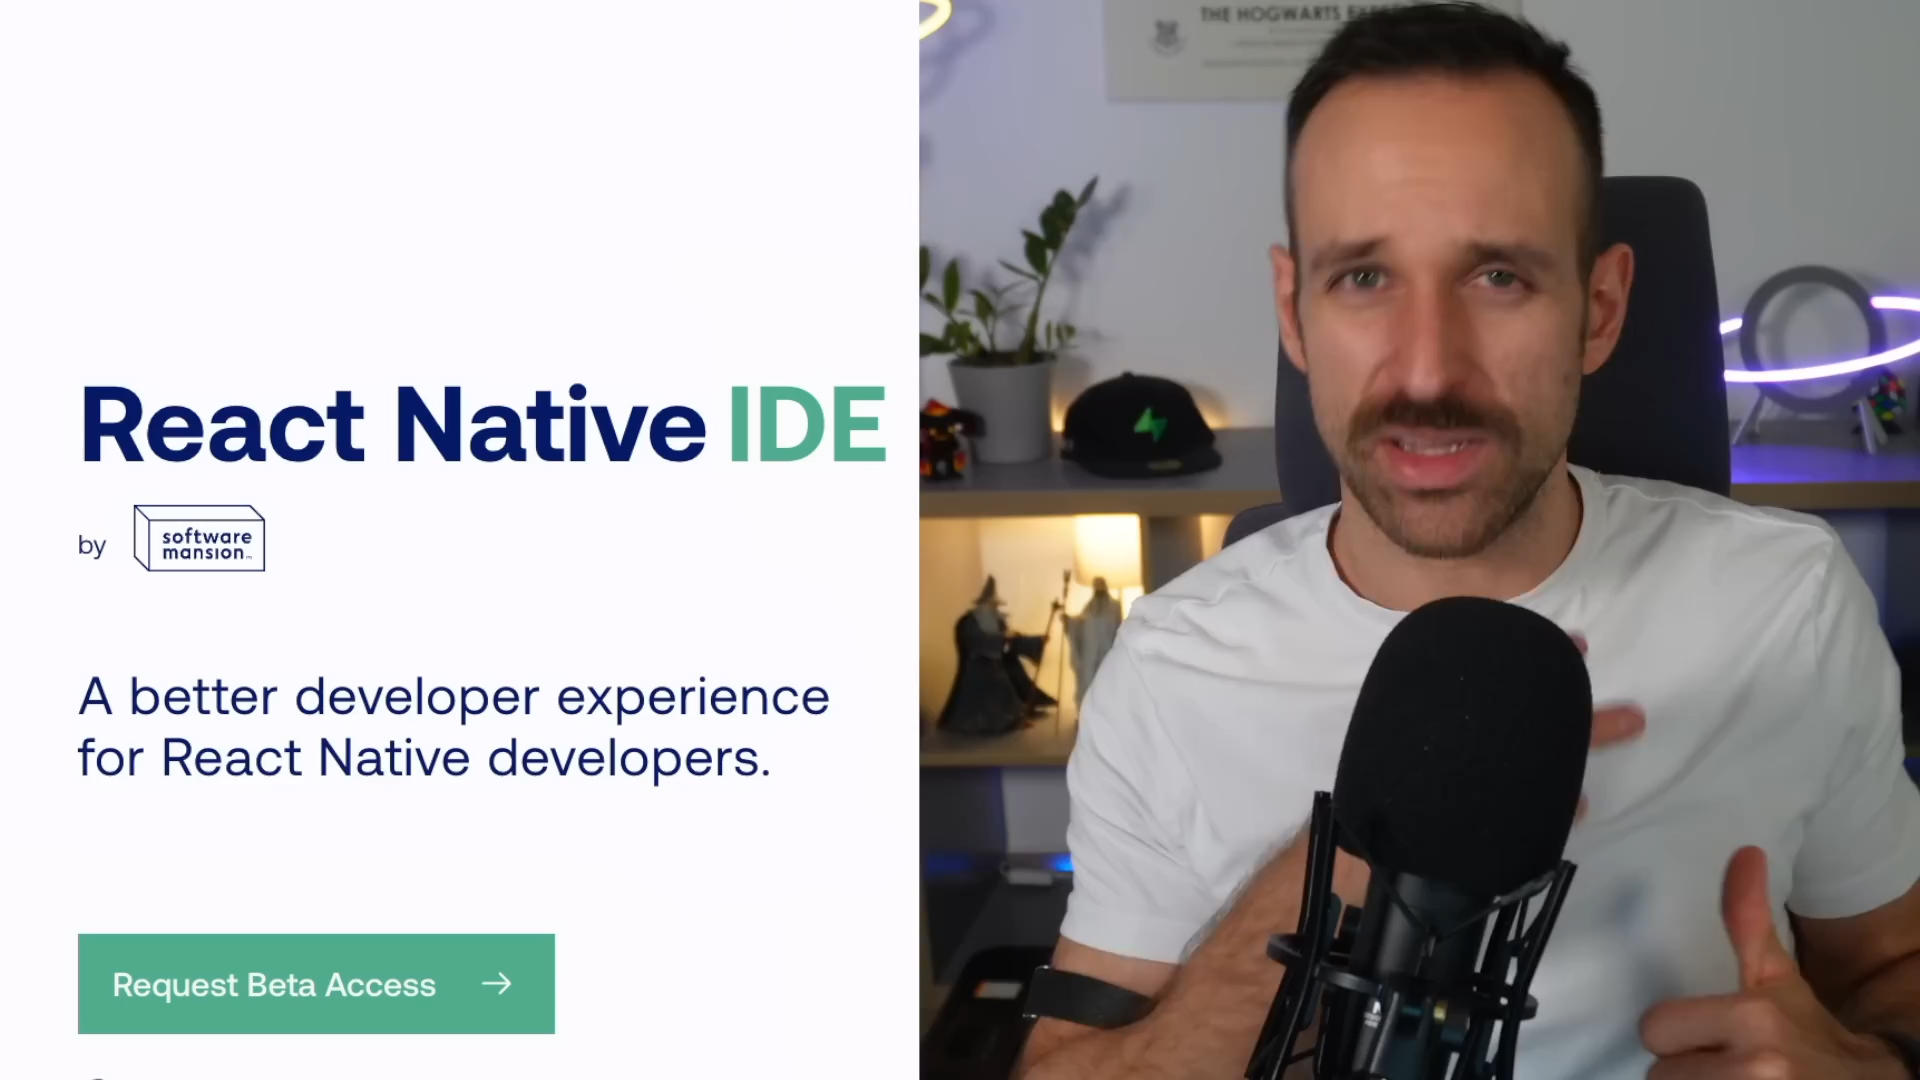 React Native IDE
by
software
mansion
A better developer experience
for React Native developers.
Request Beta Access
THE HOGWARTS